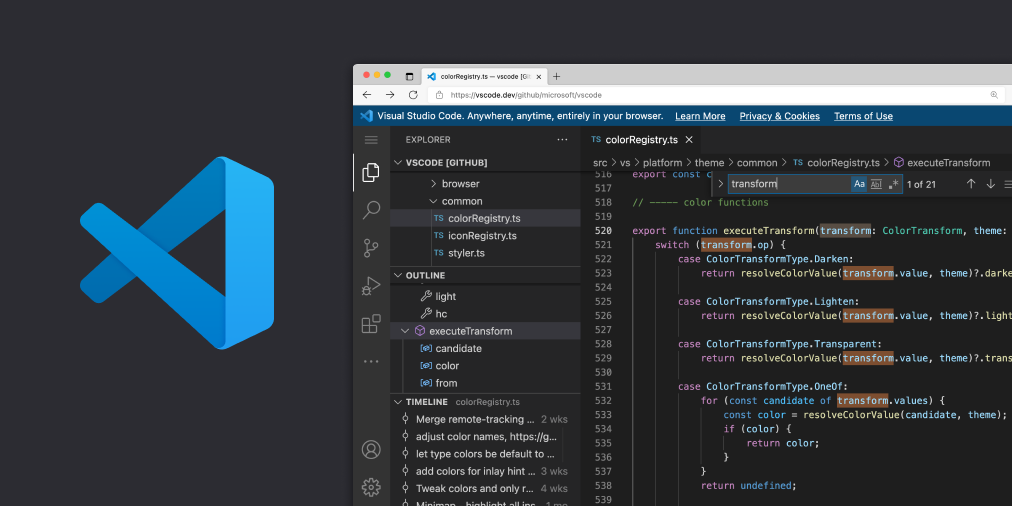 colorRegistry.ts — vscode [Gi
https://vscode.dev/github/microsoft/vscode
Visual Studio Code. Anywhere, anytime, entirely in your browser. Learn More Privacy & Cookies Terms of Use
EXPLORER ···
VSCODE [GITHUB]
browser
common
TS colorRegistry.ts
TS iconRegistry.ts
TS styler.ts
OUTLINE
light
hc
executeTransform
candidate
color
from
TIMELINE colorRegistry.ts
Merge remote-tracking ... 2 wks
adjust color names, https://g...
let type colors be default to ...
add colors for inlay hint ... 3 wks
Tweak colors and only r... 4 wks
Minimap - highlight all ins... 1 mo
TS colorRegistry.ts
src > vs > platform > theme > common > TS colorRegistry.ts > executeTransform
transform Aa Ab .* 1 of 21
516 export const c
517
518 // ----- color functions
519
520 export function executeTransform(transform: ColorTransform, theme:
521 switch (transform.op) {
522 case ColorTransformType.Darken:
523 return resolveColorValue(transform.value, theme)?.darke
524
525 case ColorTransformType.Lighten:
526 return resolveColorValue(transform.value, theme)?.light
527
528 case ColorTransformType.Transparent:
529 return resolveColorValue(transform.value, theme)?.trans
530
531 case ColorTransformType.OneOf:
532 for (const candidate of transform.values) {
533 const color = resolveColorValue(candidate, theme);
534 if (color) {
535 return color;
536 }
537 }
538 return undefined;
539